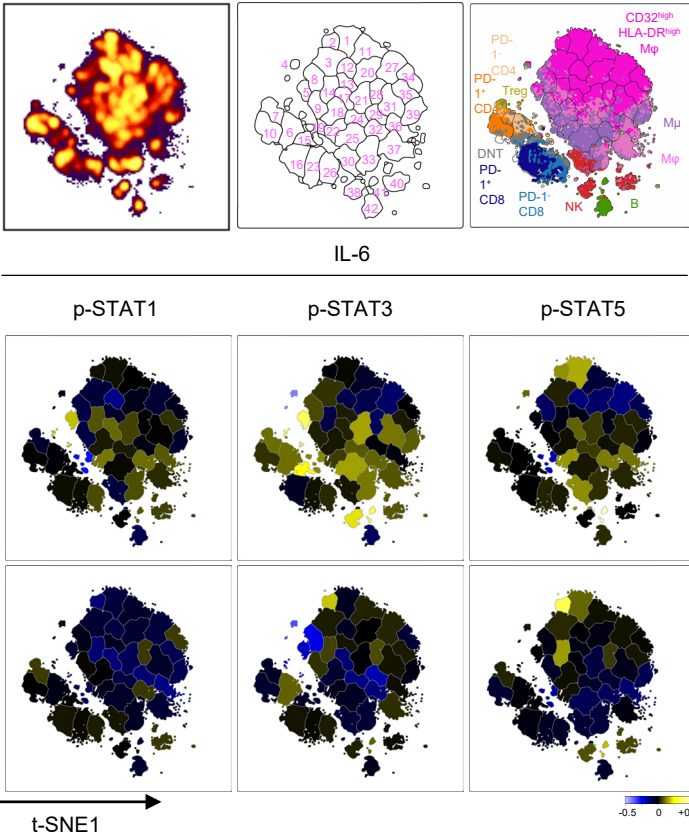 2 1
11
3
4
12 20 27
34
8
13
5 14 17 21 28 35
9 18 31
24 29 39
7
10 6 22 32 36
15 25
37
16 23 30 33
26
38 41 40
42
CD32high
HLA-DRhigh
Mφ
PD-
1-
CD4
PD-
1+
CD4
Treg
Mμ
DNT
Mφ
PD-
1+
CD8
PD-1-
CD8
NK
B
IL-6
p-STAT1 p-STAT3 p-STAT5
t-SNE1
-0.5 0 +0